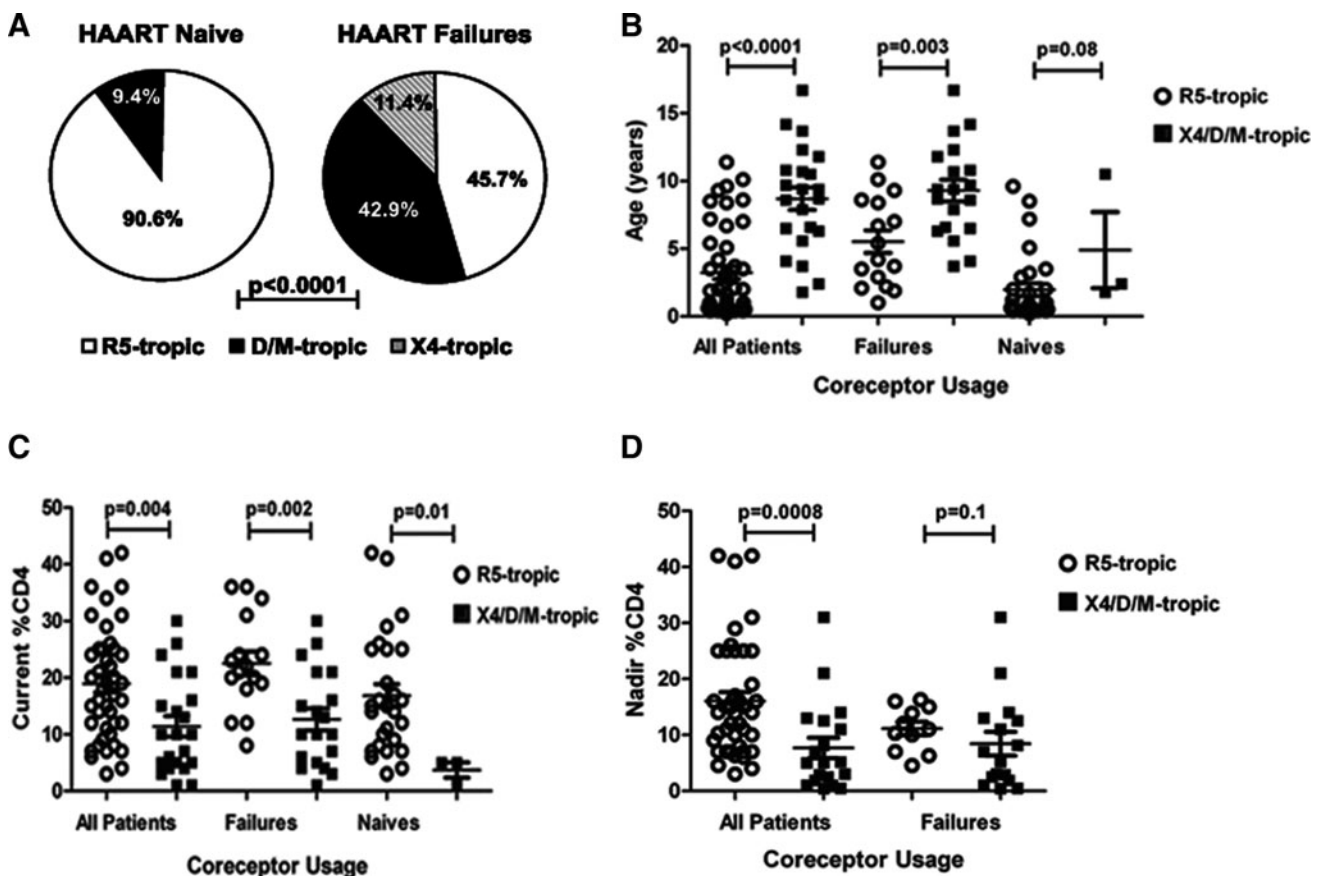 A
HAART Naive
HAART Failures
9.4%
90.6%
11.4%
42.9%
45.7%
p<0.0001
R5-tropic D/M-tropic X4-tropic
B
p<0.0001 p=0.003 p=0.08
20
15
10
5
0
Age (years)
All Patients Failures Naives
Coreceptor Usage
R5-tropic
X4/D/M-tropic
C
p=0.004 p=0.002 p=0.01
50
40
30
20
10
0
Current %CD4
All Patients Failures Naives
Coreceptor Usage
R5-tropic
X4/D/M-tropic
D
p=0.0008 p=0.1
50
40
30
20
10
0
Nadir %CD4
All Patients Failures
Coreceptor Usage
R5-tropic
X4/D/M-tropic